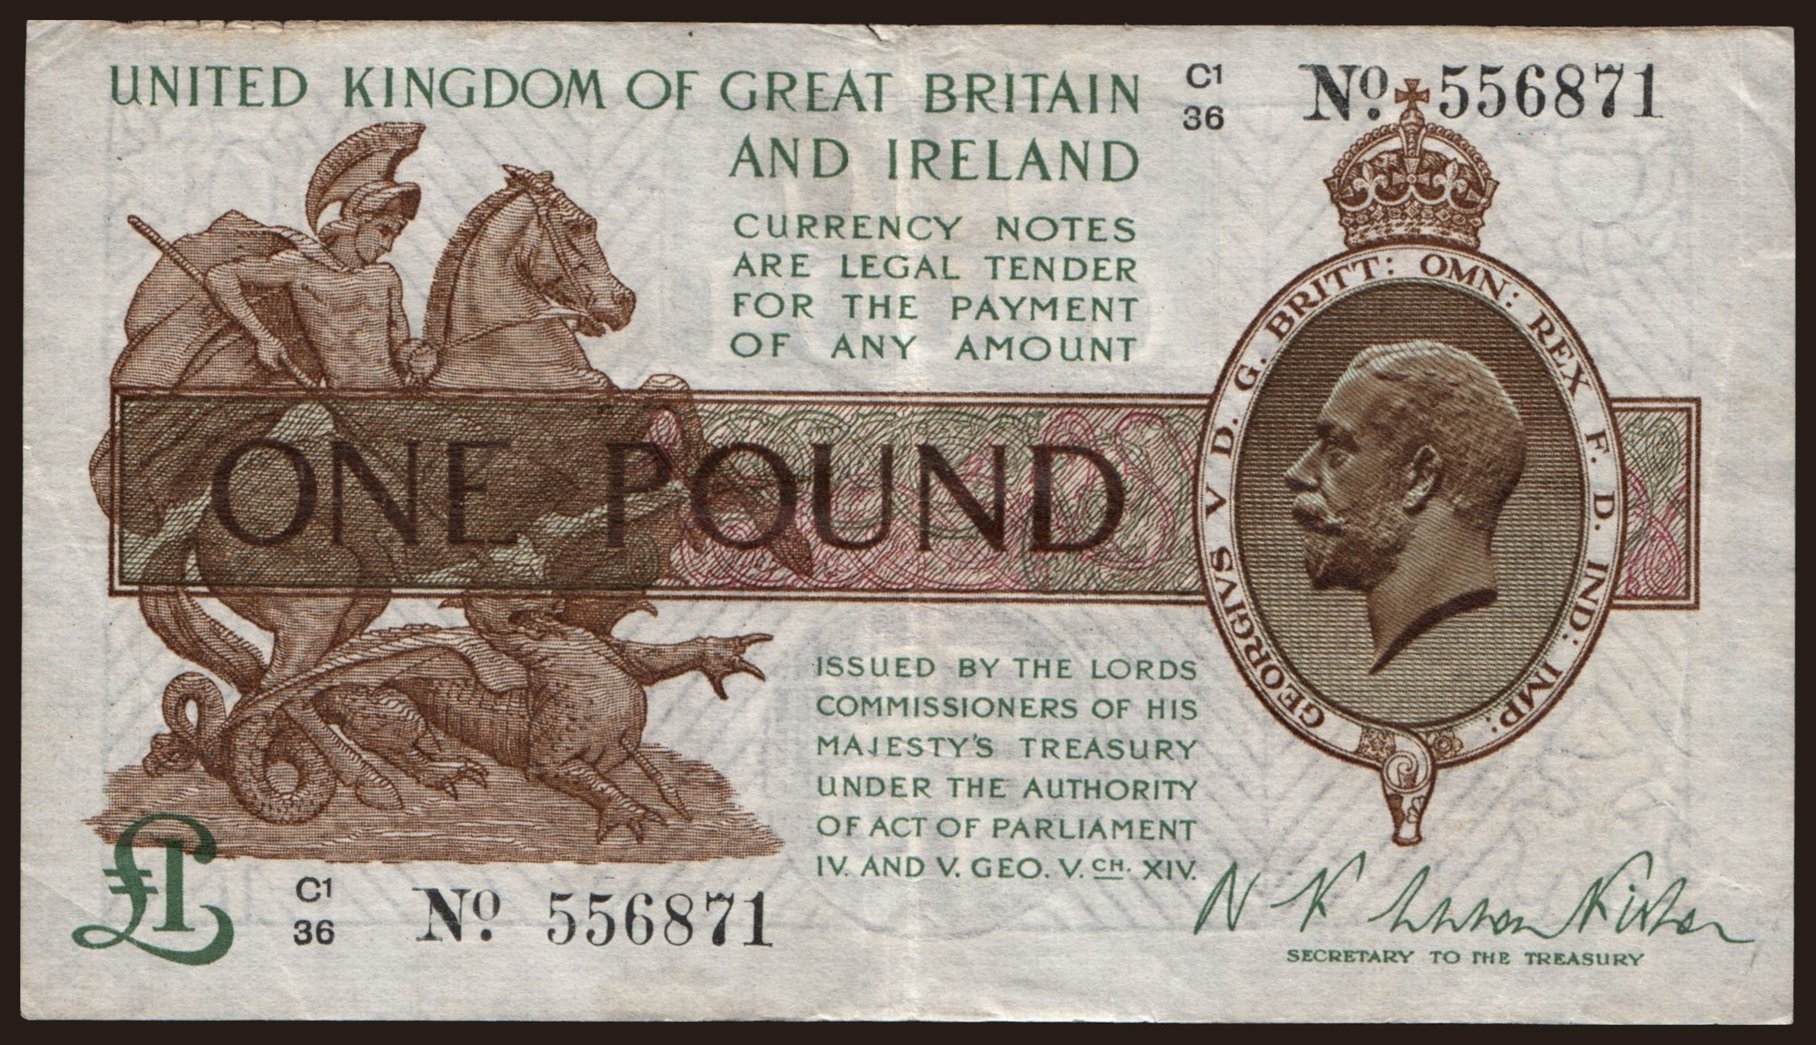 UNITED KINGDOM OF GREAT BRITAIN
AND IRELAND
C1
36
No. 556871
CURRENCY NOTES
ARE LEGAL TENDER
FOR THE PAYMENT
OF ANY AMOUNT
GEORGIVS V D. G. BRITT: OMN: REX F. D. IND: IMP:
ONE POUND
ISSUED BY THE LORDS
COMMISSIONERS OF HIS
MAJESTY'S TREASURY
UNDER THE AUTHORITY
OF ACT OF PARLIAMENT
IV. AND V. GEO. V. CH. XIV.
£1
C1
36
No. 556871
SECRETARY TO THE TREASURY